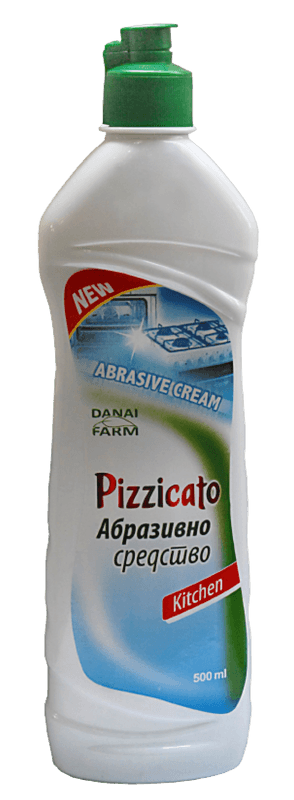 NEW
ABRASIVE CREAM
DANAI
FARM
Pizzicato
Абразивно
средство
Kitchen
500 ml